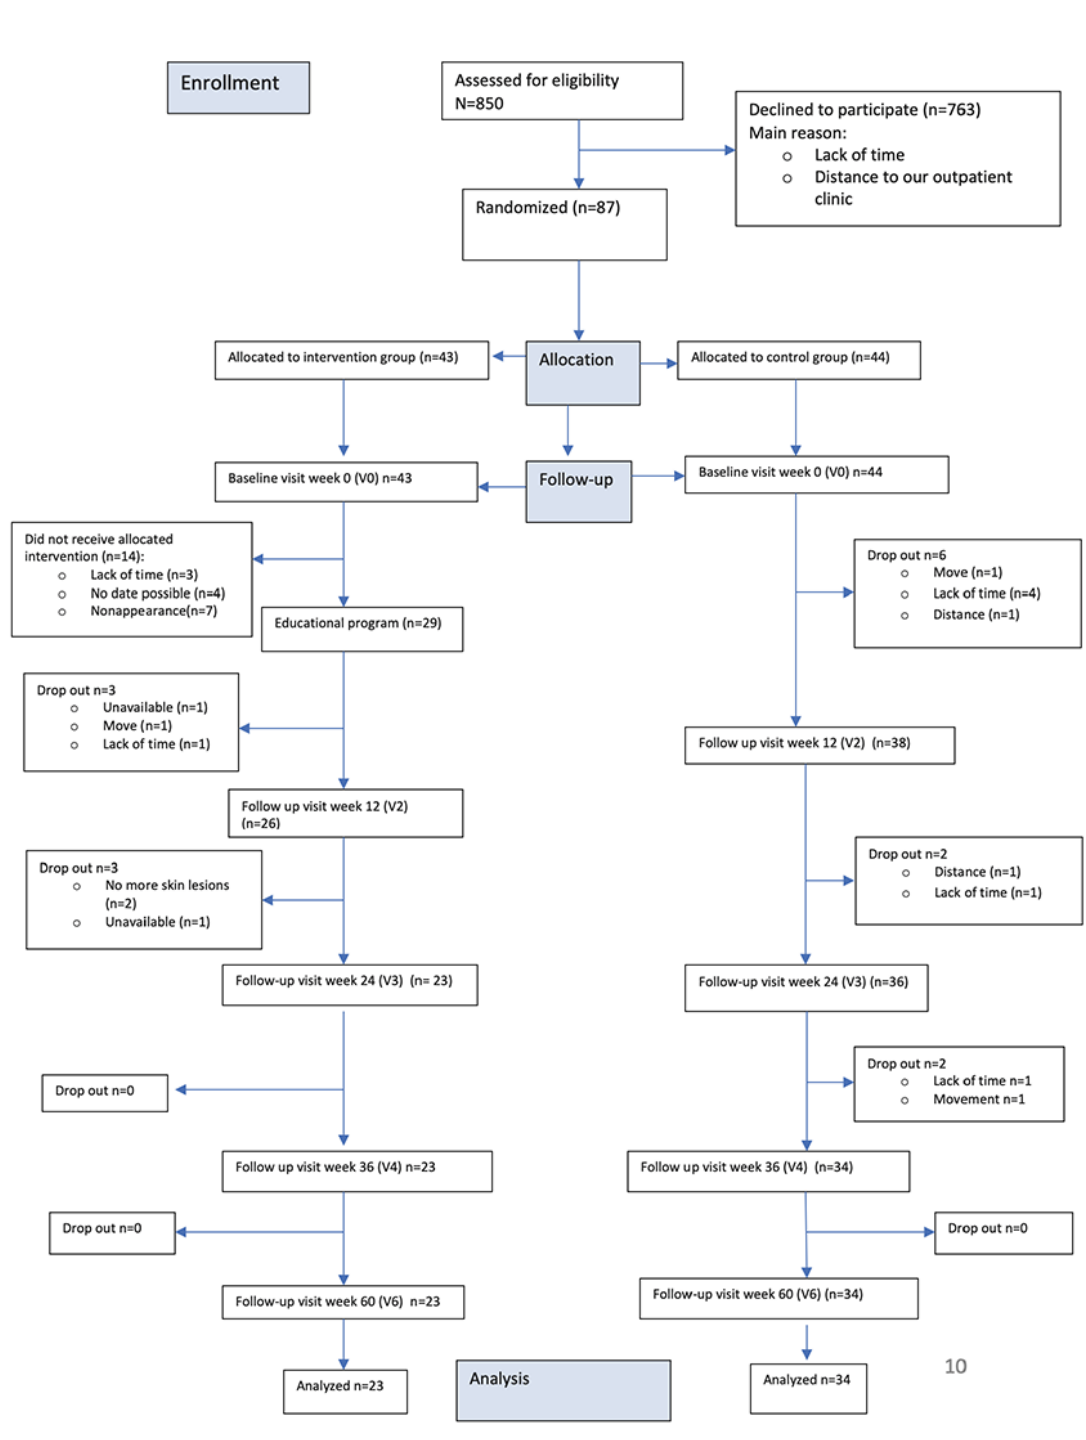 Enrollment
Assessed for eligibility
N=850
Declined to participate (n=763)
Main reason:
o Lack of time
o Distance to our outpatient
clinic
Randomized (n=87)
Allocated to intervention group (n=43)
Allocation
Allocated to control group (n=44)
Baseline visit week 0 (V0) n=43
Follow-up
Baseline visit week 0 (V0) n=44
Did not receive allocated
intervention (n=14):
o Lack of time (n=3)
o No date possible (n=4)
o Nonappearance(n=7)
Drop out n=6
o Move (n=1)
o Lack of time (n=4)
o Distance (n=1)
Educational program (n=29)
Drop out n=3
o Unavailable (n=1)
o Move (n=1)
o Lack of time (n=1)
Follow up visit week 12 (V2) (n=38)
Follow up visit week 12 (V2)
(n=26)
Drop out n=3
o No more skin lesions
(n=2)
o Unavailable (n=1)
Drop out n=2
o Distance (n=1)
o Lack of time (n=1)
Follow-up visit week 24 (V3) (n= 23)
Follow-up visit week 24 (V3) (n=36)
Drop out n=0
Drop out n=2
o Lack of time n=1
o Movement n=1
Follow up visit week 36 (V4) n=23
Follow up visit week 36 (V4) (n=34)
Drop out n=0
Drop out n=0
Follow-up visit week 60 (V6) n=23
Follow-up visit week 60 (V6) (n=34)
Analyzed n=23
Analysis
Analyzed n=34
10